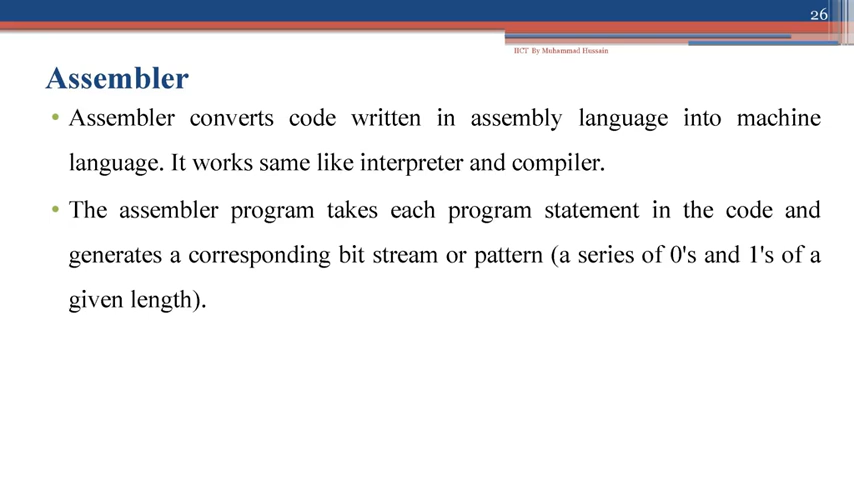 26
IICT By Muhammad Hussain
Assembler
• Assembler converts code written in assembly language into machine
language. It works same like interpreter and compiler.
• The assembler program takes each program statement in the code and
generates a corresponding bit stream or pattern (a series of 0's and 1's of a
given length).